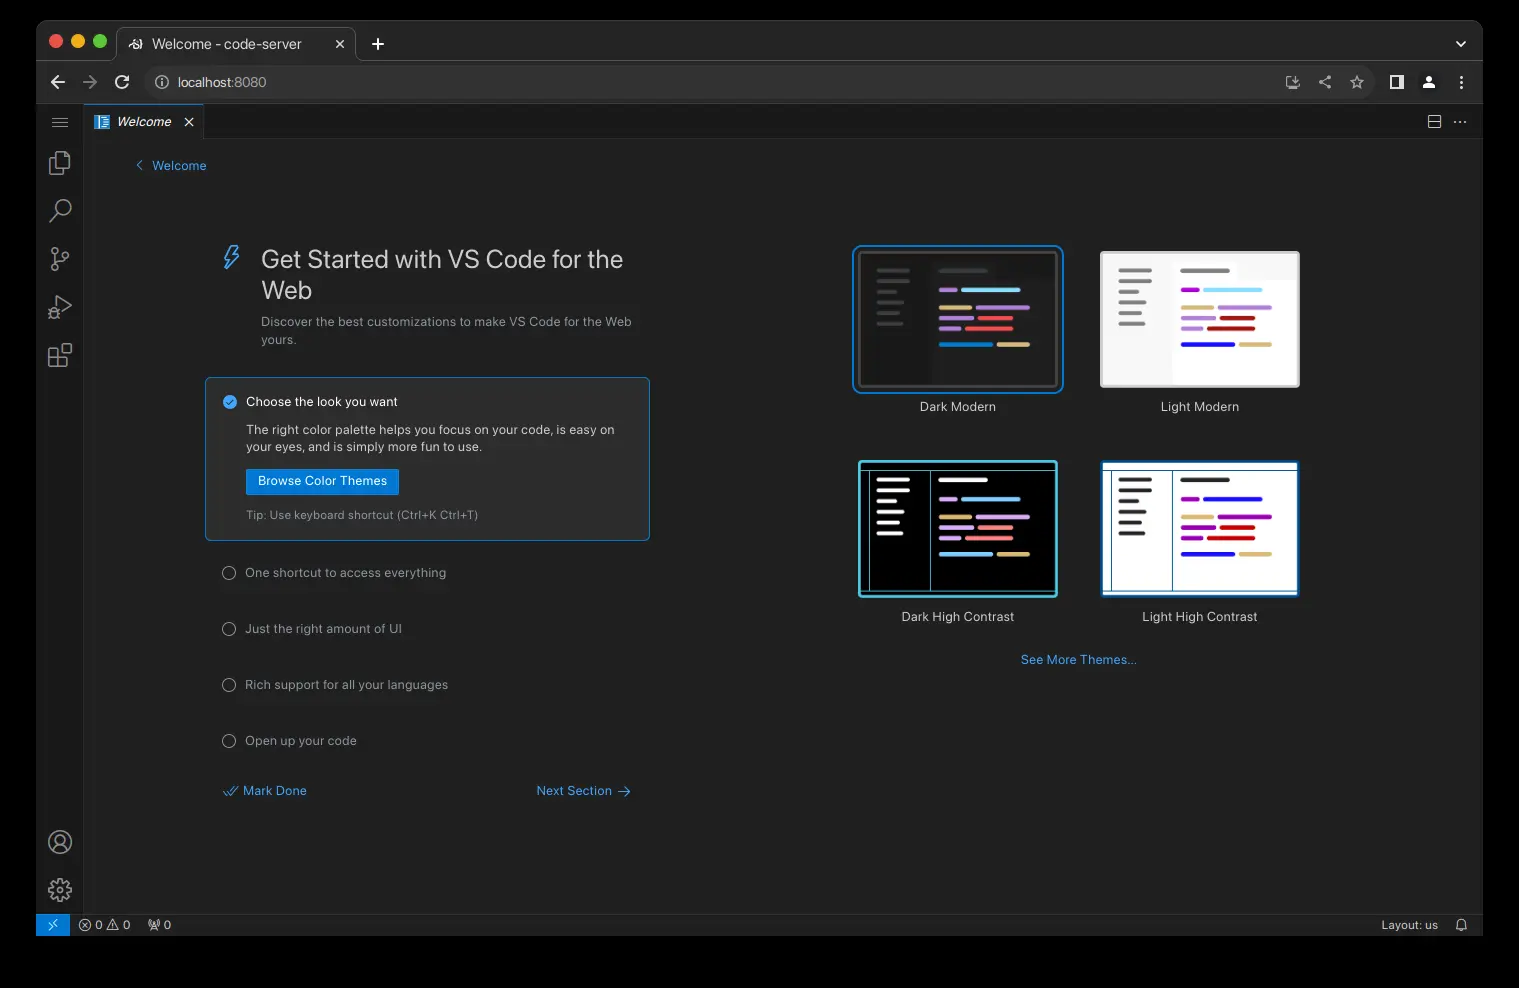 Welcome - code-server
localhost:8080
Welcome
Welcome
Get Started with VS Code for the
Web
Discover the best customizations to make VS Code for the Web
yours.
Choose the look you want
The right color palette helps you focus on your code, is easy on
your eyes, and is simply more fun to use.
Browse Color Themes
Tip: Use keyboard shortcut (Ctrl+K Ctrl+T)
One shortcut to access everything
Just the right amount of UI
Rich support for all your languages
Open up your code
Mark Done
Next Section
Dark Modern
Light Modern
Dark High Contrast
Light High Contrast
See More Themes...
0 0 0
Layout: us